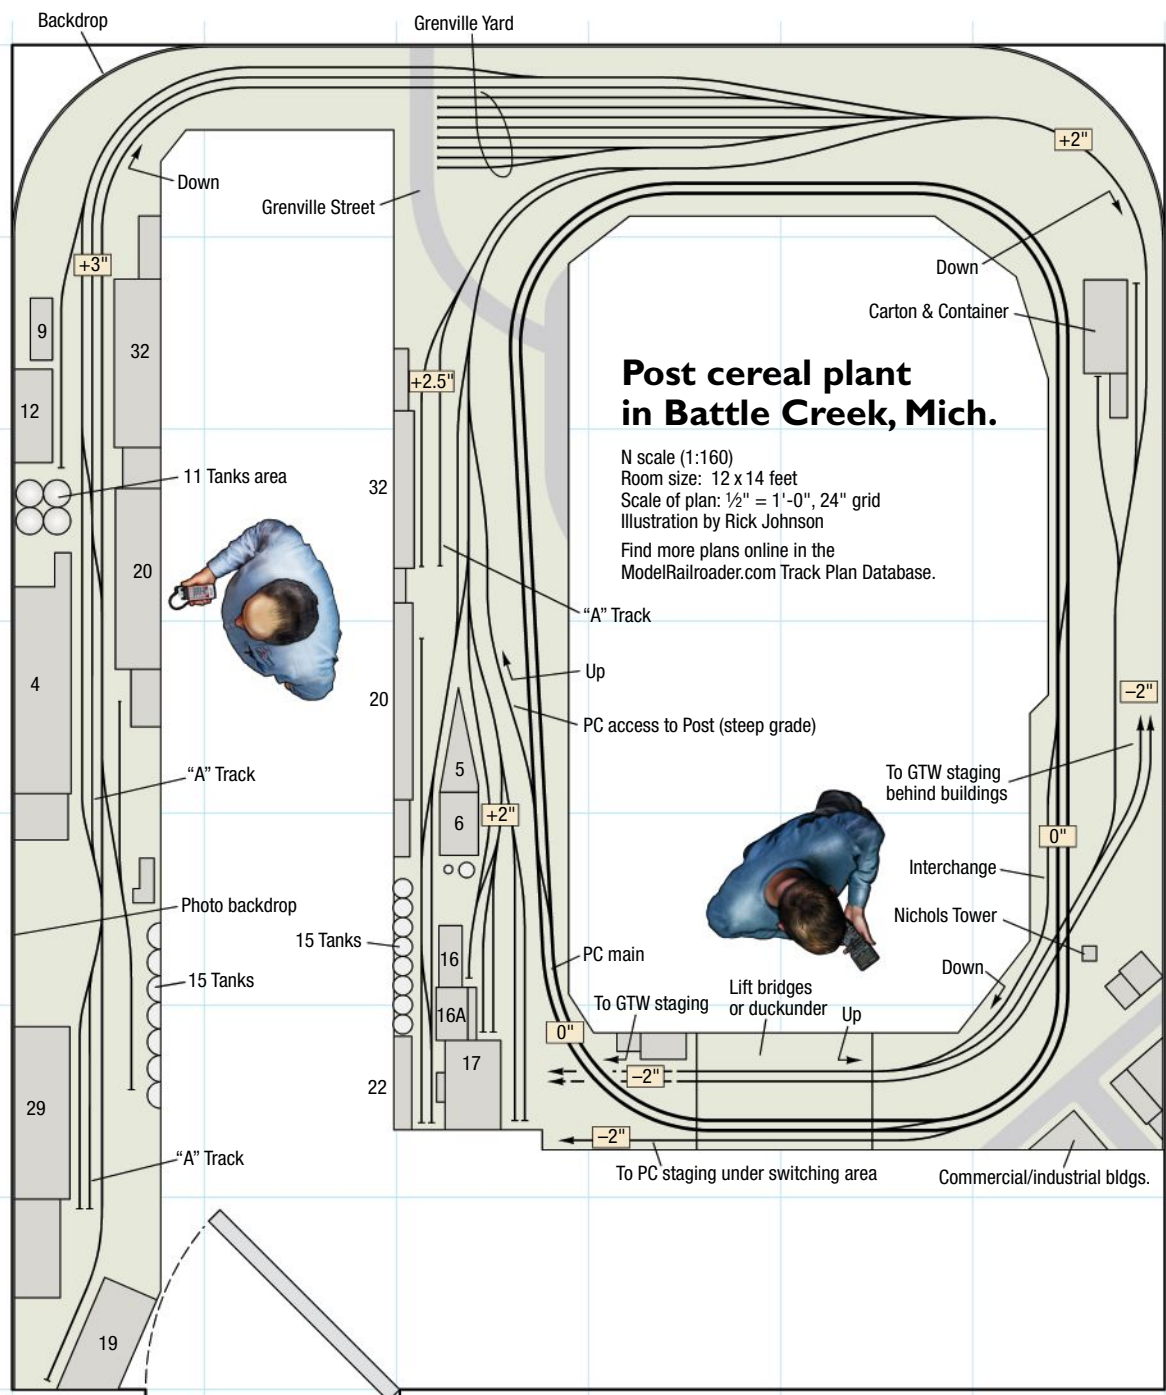 Backdrop
Grenville Yard
+2"
Down
Grenville Street
+3"
Down
Carton & Container
9
32
12
+2.5"
Post cereal plant
in Battle Creek, Mich.
N scale (1:160)
Room size: 12 x 14 feet
Scale of plan: ½" = 1'-0", 24" grid
Illustration by Rick Johnson
Find more plans online in the
ModelRailroader.com Track Plan Database.
11 Tanks area
32
20
“A” Track
4
Up
–2"
20
PC access to Post (steep grade)
“A” Track
5
To GTW staging
behind buildings
6
+2"
0"
Interchange
Photo backdrop
Nichols Tower
15 Tanks
16
PC main
Down
15 Tanks
Lift bridges
or duckunder
To GTW staging
Up
16A
0"
17
–2"
22
29
–2"
“A” Track
To PC staging under switching area
Commercial/industrial bldgs.
19